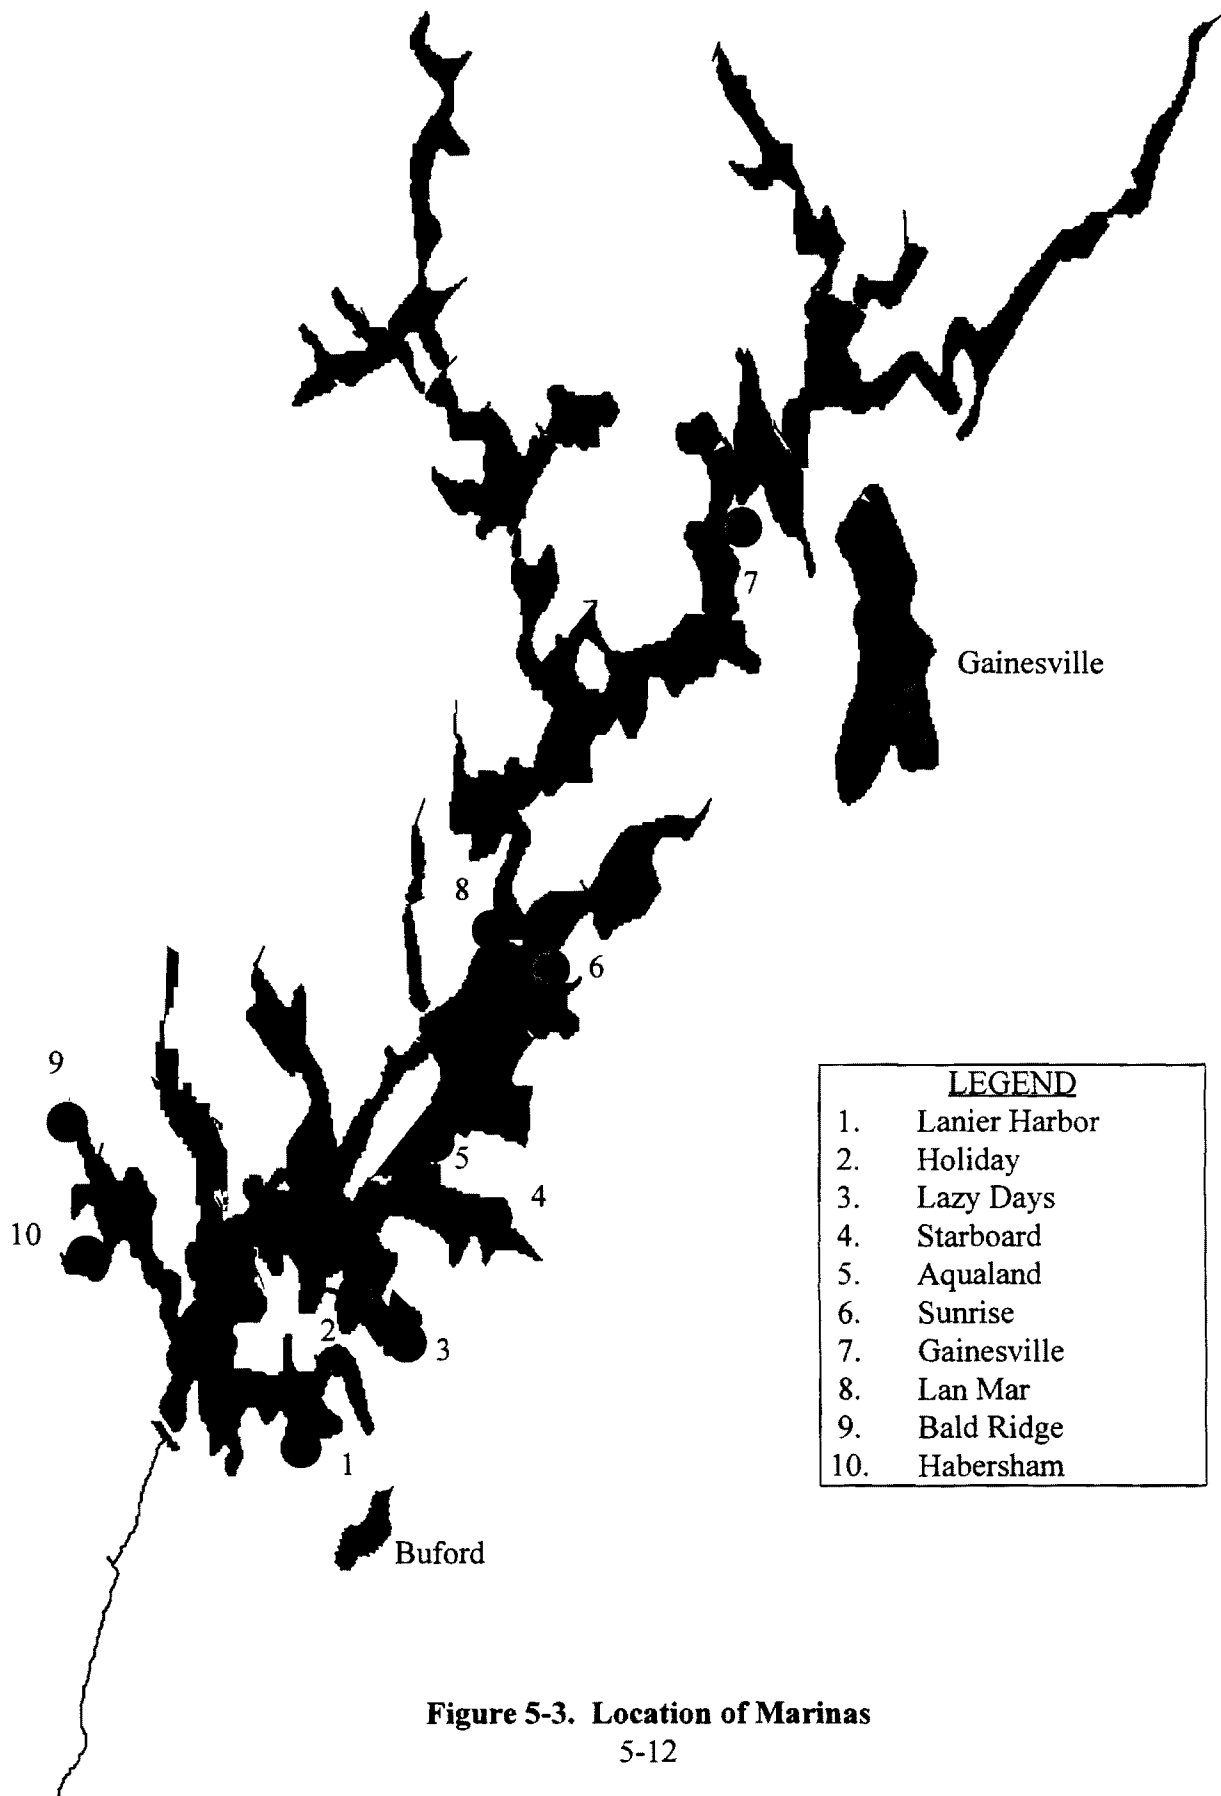 7
Gainesville
8
6
9
5
4
10
2
3
1
Buford
LEGEND
1. Lanier Harbor
2. Holiday
3. Lazy Days
4. Starboard
5. Aqualand
6. Sunrise
7. Gainesville
8. Lan Mar
9. Bald Ridge
10. Habersham
Figure 5-3. Location of Marinas
5-12